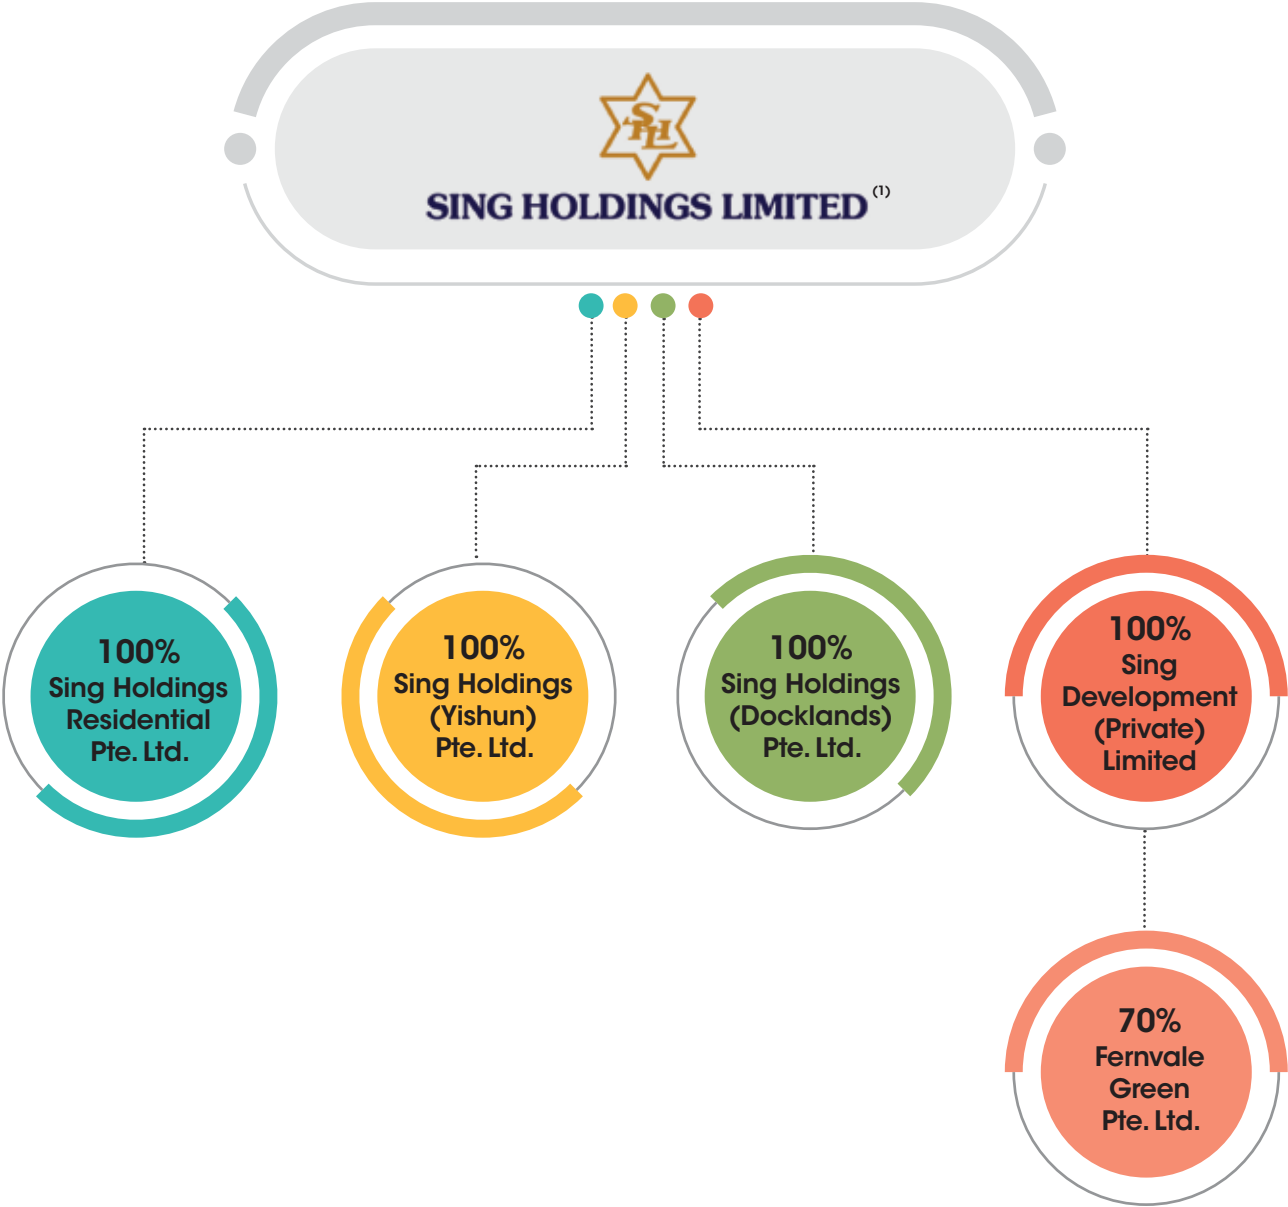 SHL
SING HOLDINGS LIMITED (1)
100%
Sing Holdings
Residential
Pte. Ltd.
100%
Sing Holdings
(Yishun)
Pte. Ltd.
100%
Sing Holdings
(Docklands)
Pte. Ltd.
100%
Sing
Development
(Private)
Limited
70%
Fernvale
Green
Pte. Ltd.